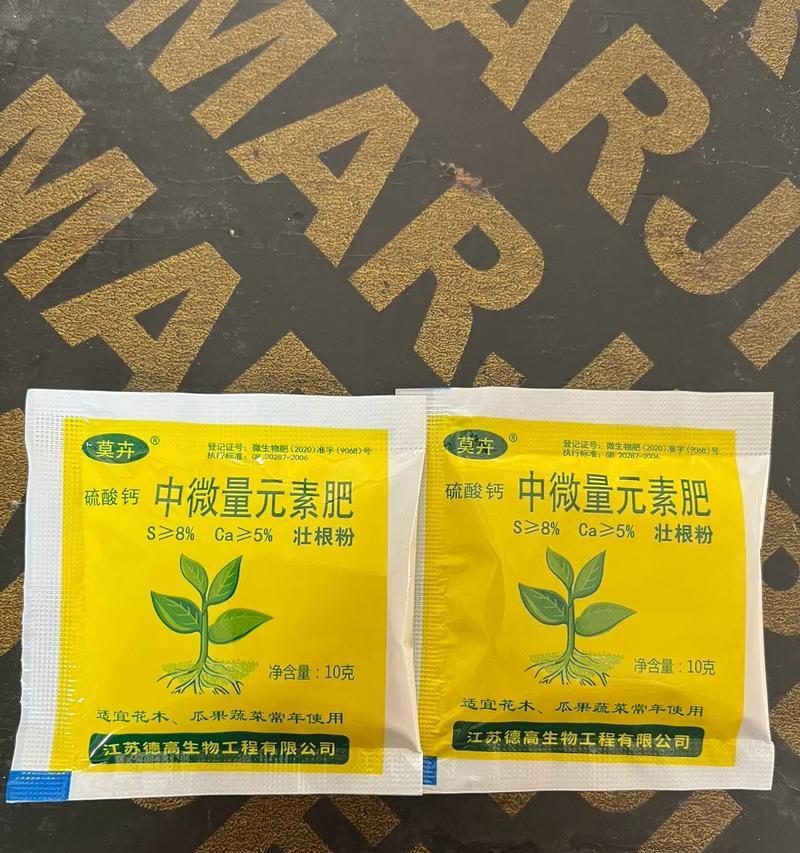 MAR
MAR
MARJ
ARJ
莫卉®
登记证号：微生物肥(2020)准字(9068)号
执行标准：GB 20287-2006
硫酸钙 中微量元素肥
S≥8% Ca≥5% 壮根粉
净含量：10克
适宜花木、瓜果蔬菜常年使用
江苏德高生物工程有限公司
莫卉®
登记证号：微生物肥(2020)准字(9068)号
执行标准：GB 20287-2006
硫酸钙 中微量元素肥
S≥8% Ca≥5% 壮根粉
净含量：10克
适宜花木、瓜果蔬菜常年使用
江苏德高生物工程有限公司